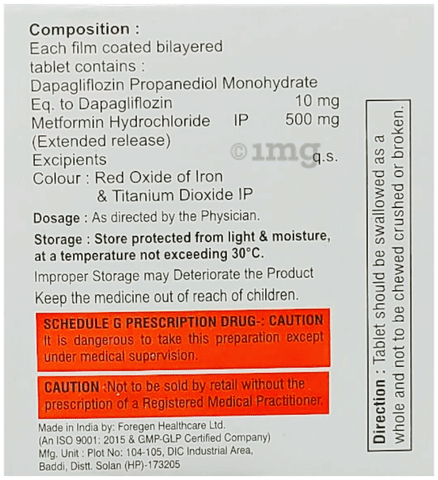 Composition :
Each film coated bilayered
tablet contains :
Dapagliflozin Propanediol Monohydrate
Eq. to Dapagliflozin 10 mg
Metformin Hydrochloride IP 500 mg
(Extended release)
Excipients q.s.
©1mg
Colour : Red Oxide of Iron
& Titanium Dioxide IP
Dosage : As directed by the Physician.
Storage : Store protected from light & moisture,
at a temperature not exceeding 30°C.
Improper Storage may Deteriorate the Product
Keep the medicine out of reach of children.
SCHEDULE G PRESCRIPTION DRUG-: CAUTION
It is dangerous to take this preparation except
under medical suporvision.
CAUTION :Not to be sold by retail without the
prescription of a Registered Medical Practitioner.
Made in India by: Foregen Healthcare Ltd.
(An ISO 9001: 2015 & GMP-GLP Certified Company)
Mfg. Unit : Plot No: 104-105, DIC Industrial Area,
Baddi, Distt. Solan (HP)-173205
Direction : Tablet should be swallowed as a
whole and not to be chewed crushed or broken.